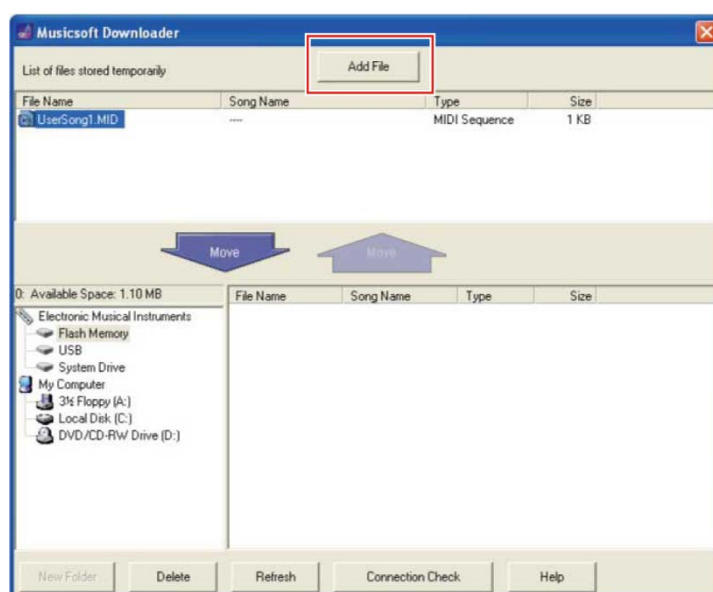 Musicsoft Downloader
List of files stored temporarily
Add File
File Name Song Name Type Size
UserSong1.MID ---- MIDI Sequence 1 KB
Move Move
0: Available Space: 1.10 MB
File Name Song Name Type Size
Electronic Musical Instruments
Flash Memory
USB
System Drive
My Computer
3½ Floppy (A:)
Local Disk (C:)
DVD/CD-RW Drive (D:)
New Folder Delete Refresh Connection Check Help